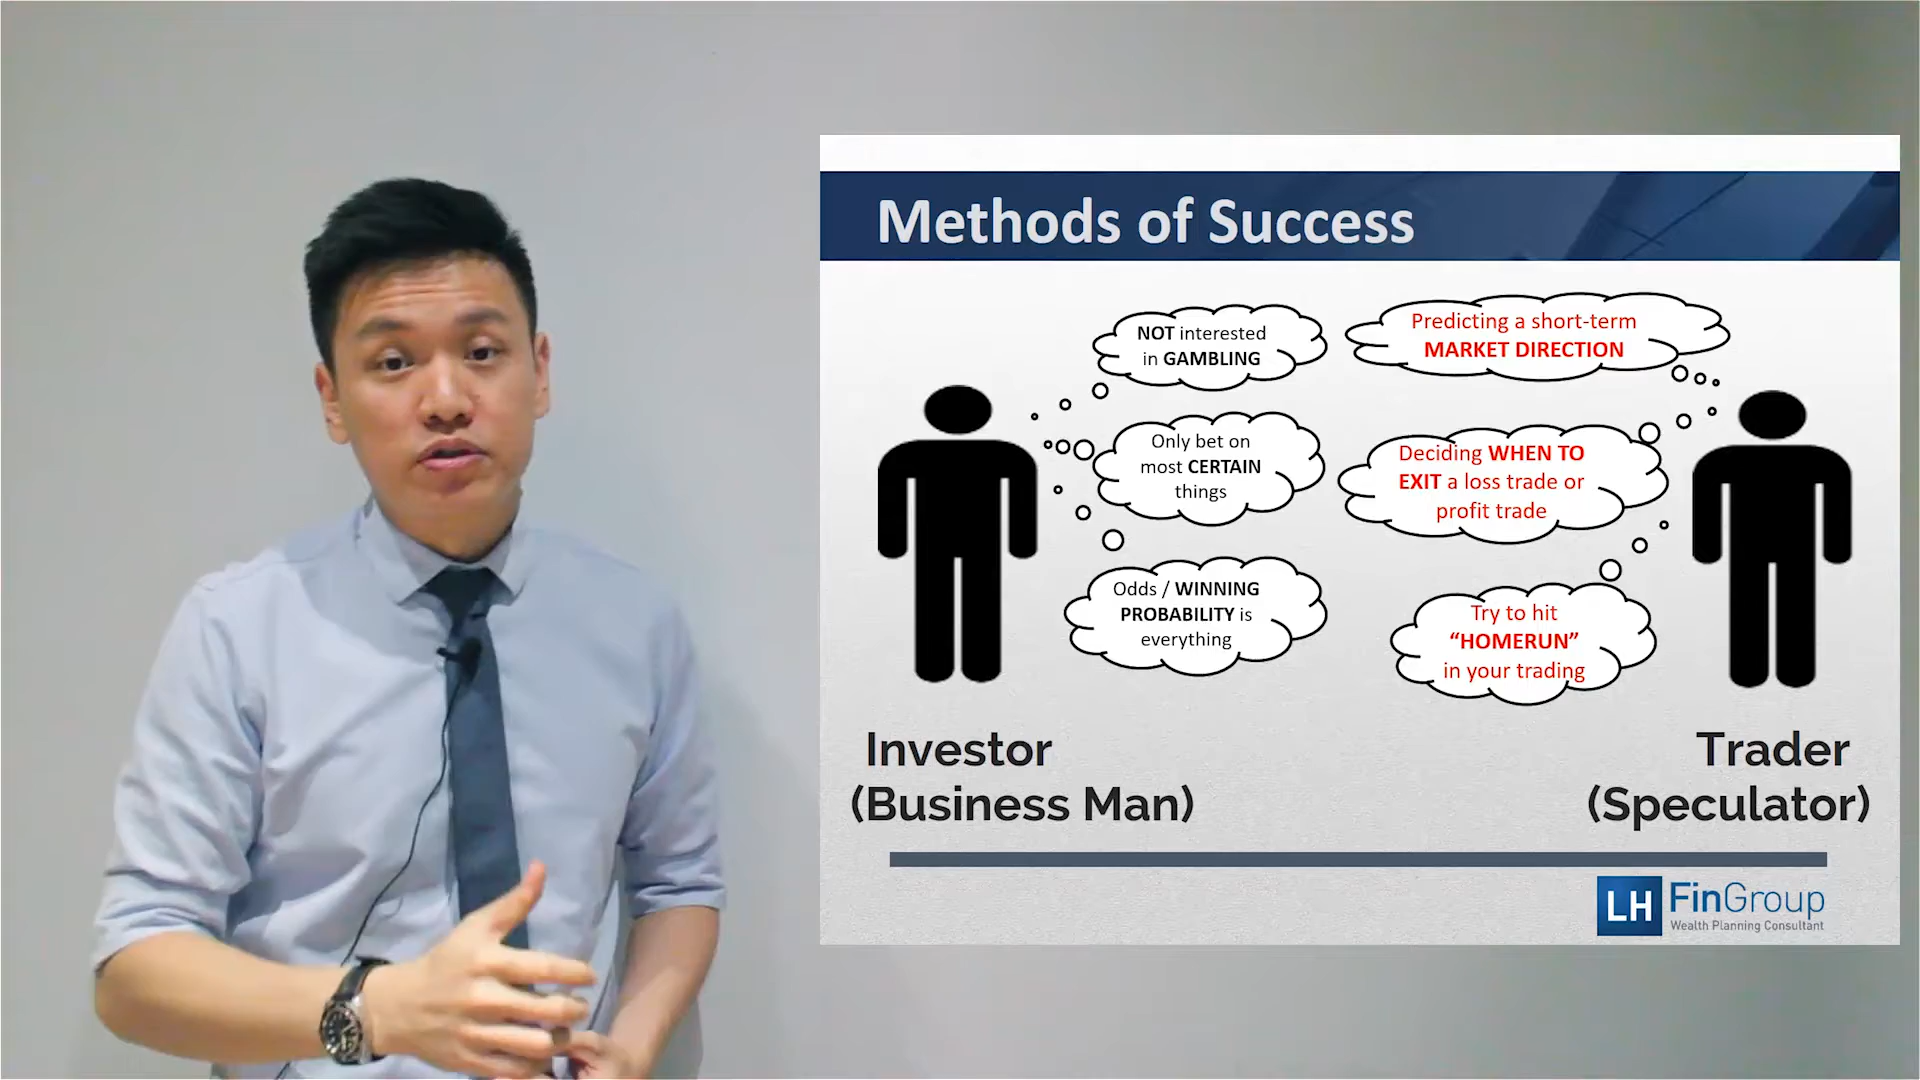 Methods of Success
NOT interested
in GAMBLING
Only bet on
most CERTAIN
things
Odds / WINNING
PROBABILITY is
everything
Predicting a short-term
MARKET DIRECTION
Deciding WHEN TO
EXIT a loss trade or
profit trade
Try to hit
“HOMERUN”
in your trading
Investor
(Business Man)
Trader
(Speculator)
LH FinGroup
Wealth Planning Consultant